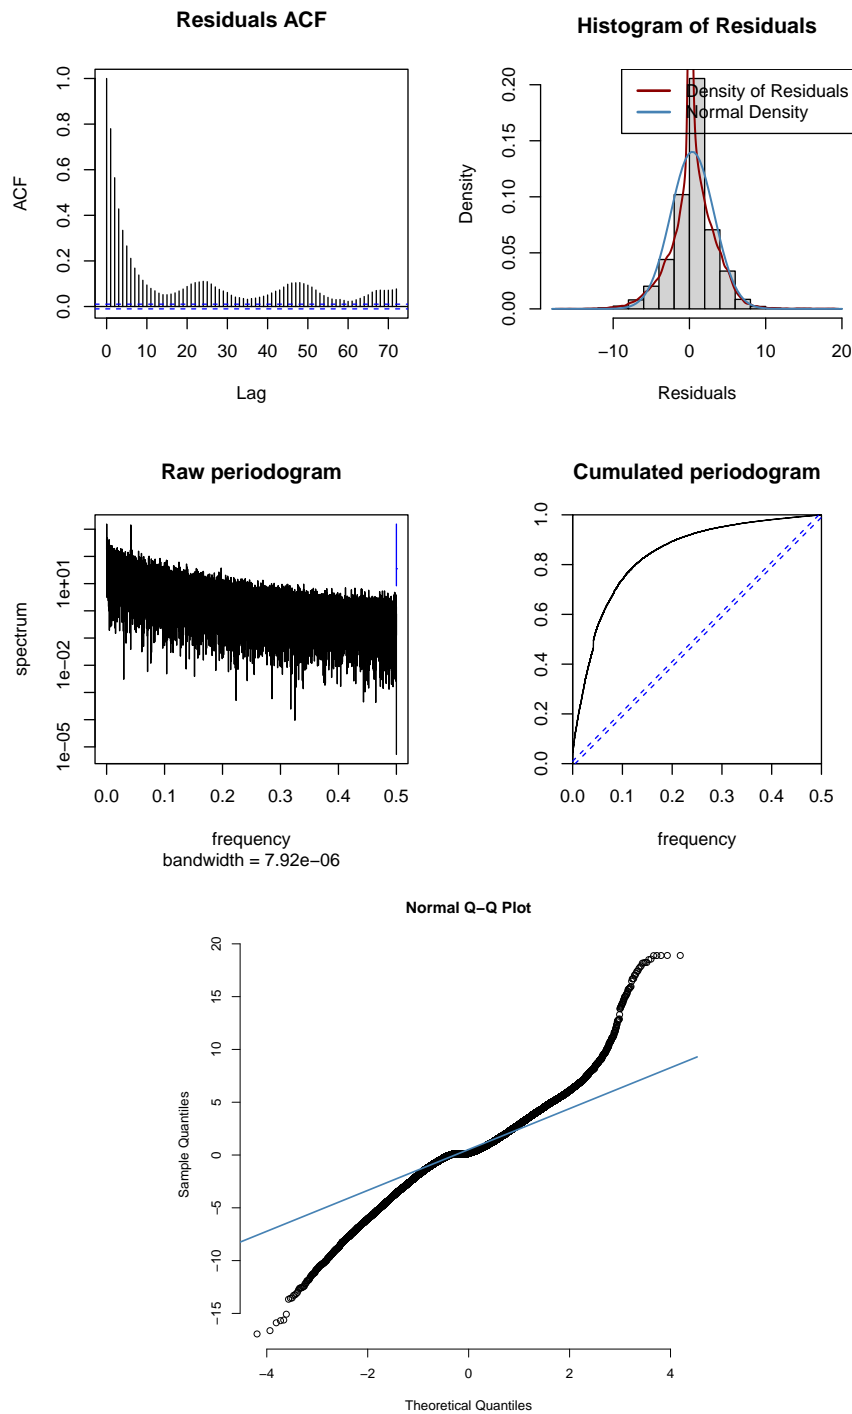 Residuals ACF
ACF
0.0 0.2 0.4 0.6 0.8 1.0
0 10 20 30 40 50 60 70
Lag
Histogram of Residuals
Density
0.00 0.05 0.10 0.15 0.20
Density of Residuals
Normal Density
−10 0 10 20
Residuals
Raw periodogram
spectrum
1e−05 1e−02 1e+01
0.0 0.1 0.2 0.3 0.4 0.5
frequency
bandwidth = 7.92e−06
Cumulated periodogram
0.0 0.2 0.4 0.6 0.8 1.0
0.0 0.1 0.2 0.3 0.4 0.5
frequency
Normal Q−Q Plot
Sample Quantiles
−15 −10 −5 0 5 10 15 20
−4 −2 0 2 4
Theoretical Quantiles